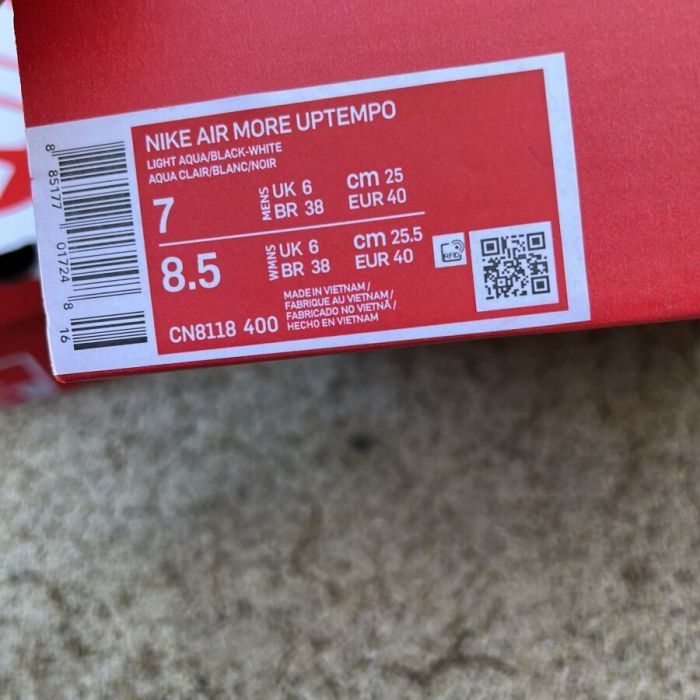 NIKE AIR MORE UPTEMPO
LIGHT AQUA/BLACK-WHITE
AQUA CLAIR/BLANC/NOIR
7 MENS UK 6 cm 25
BR 38 EUR 40
8.5 WMNS UK 6 cm 25.5
BR 38 EUR 40
MADE IN VIETNAM/
FABRIQUE AU VIETNAM/
FABRICADO NO VIETNÃ/
HECHO EN VIETNAM
CN8118 400
RFID
8 85177 01724 8 16